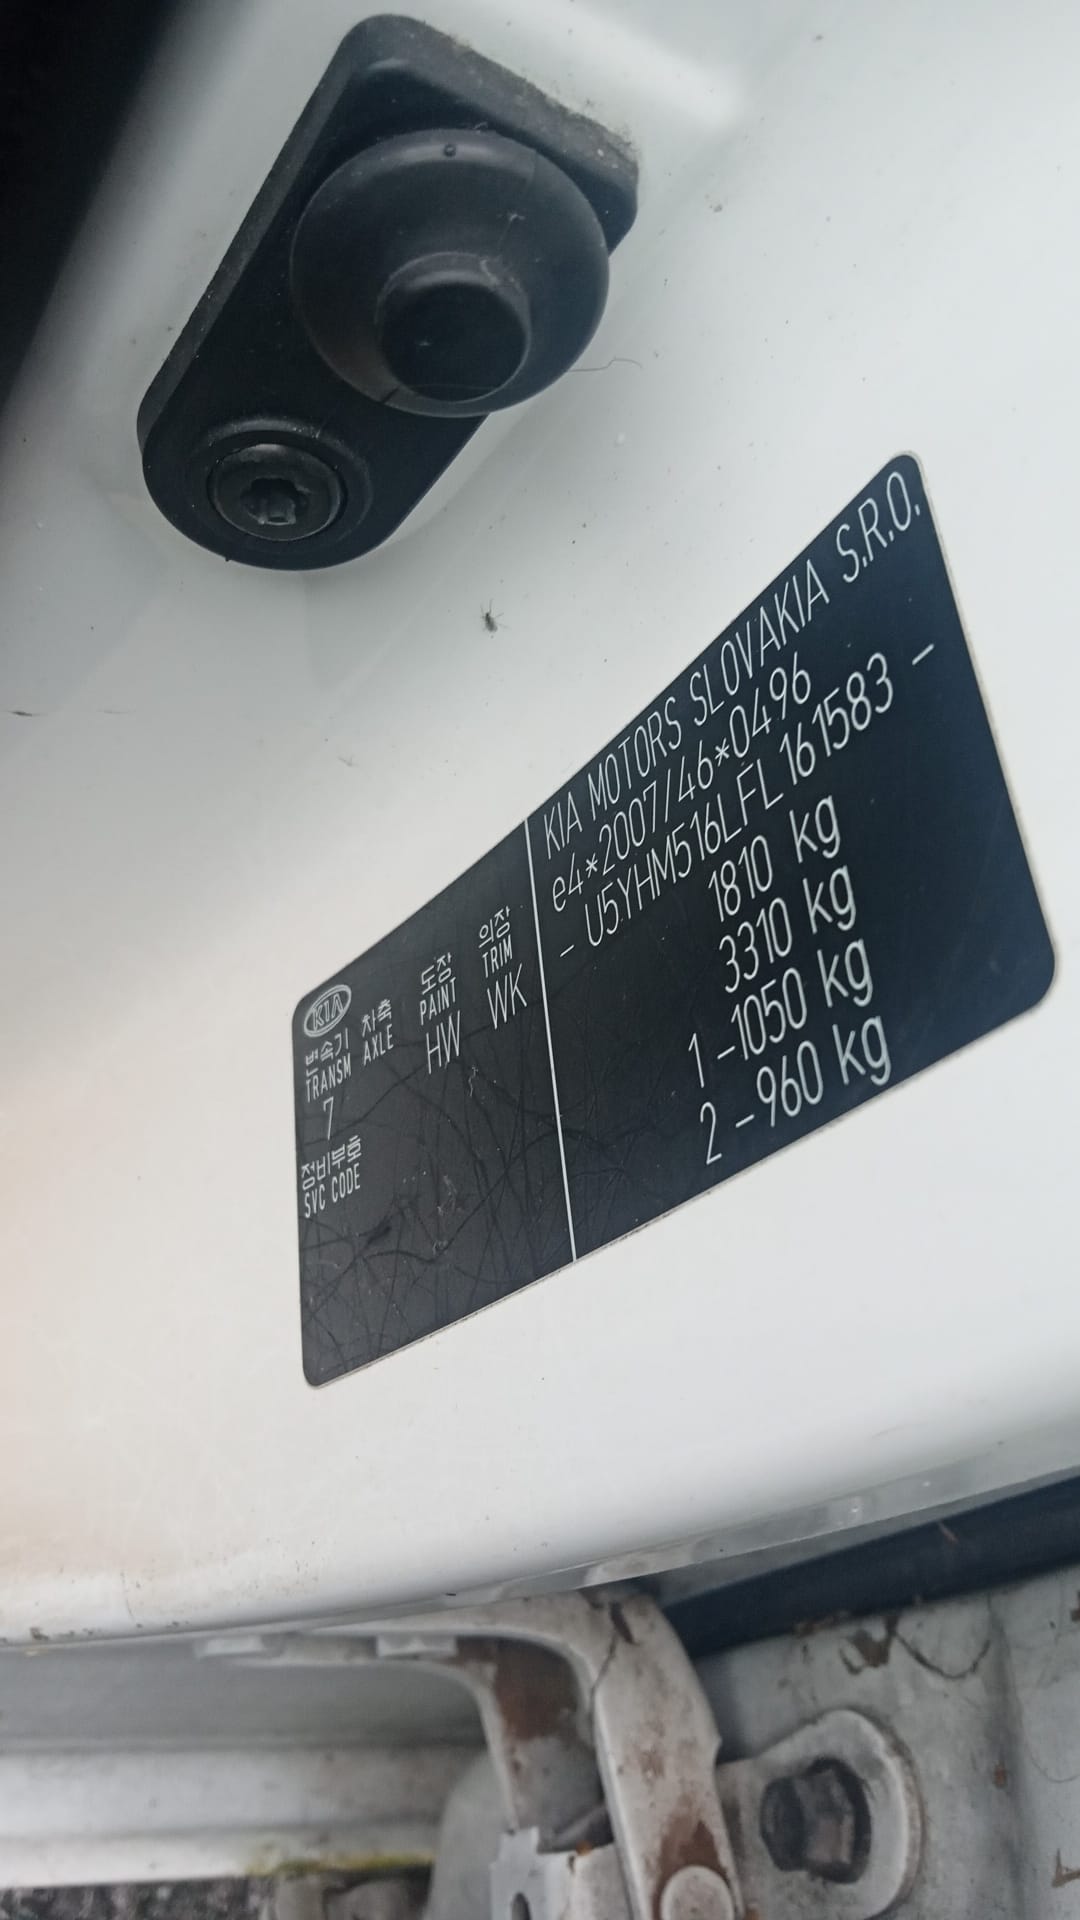 KIA MOTORS SLOVAKIA S.R.O.
e4*2007/46*0496
- U5YHM516LFL161583 -
1810 kg
3310 kg
1 -1050 kg
2 -960 kg
KIA
변속기 차축 도장 의장
TRANSM AXLE PAINT TRIM
7 HW WK
정비부호
SVC CODE